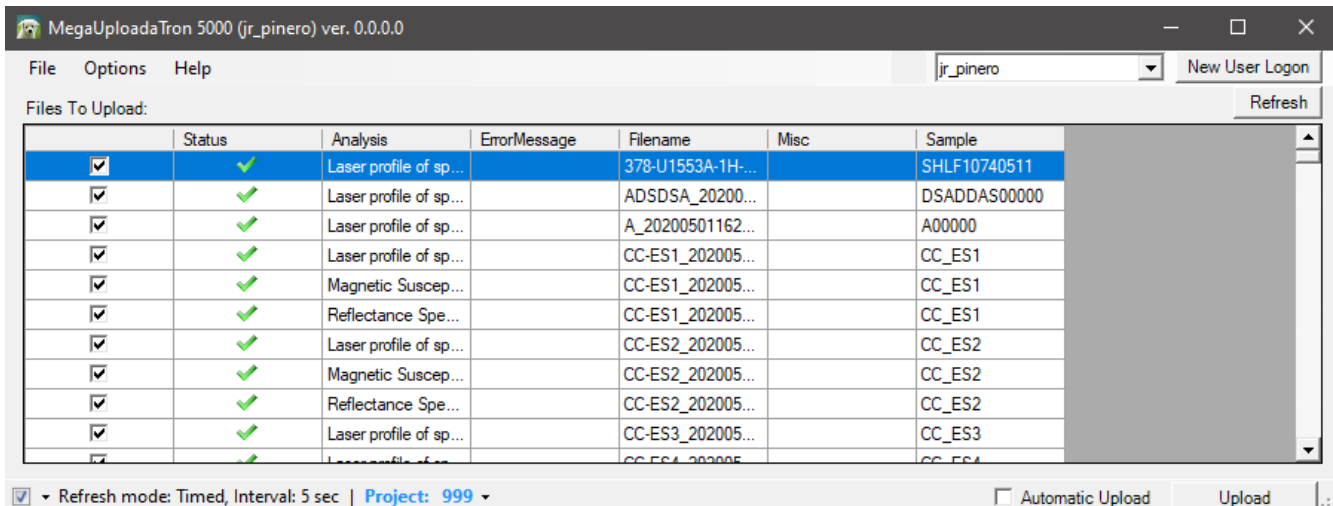 MegaUploadaTron 5000 (jr_pinero) ver. 0.0.0.0
File Options Help jr_pinero New User Logon
Files To Upload: Refresh
Status Analysis ErrorMessage Filename Misc Sample
Laser profile of sp... 378-U1553A-1H-... SHLF10740511
Laser profile of sp... ADSDSA_20200... DSADDAS00000
Laser profile of sp... A_20200501162... A00000
Laser profile of sp... CC-ES1_202005... CC_ES1
Magnetic Suscep... CC-ES1_202005... CC_ES1
Reflectance Spe... CC-ES1_202005... CC_ES1
Laser profile of sp... CC-ES2_202005... CC_ES2
Magnetic Suscep... CC-ES2_202005... CC_ES2
Reflectance Spe... CC-ES2_202005... CC_ES2
Laser profile of sp... CC-ES3_202005... CC_ES3
Refresh mode: Timed, Interval: 5 sec | Project: 999 Automatic Upload Upload